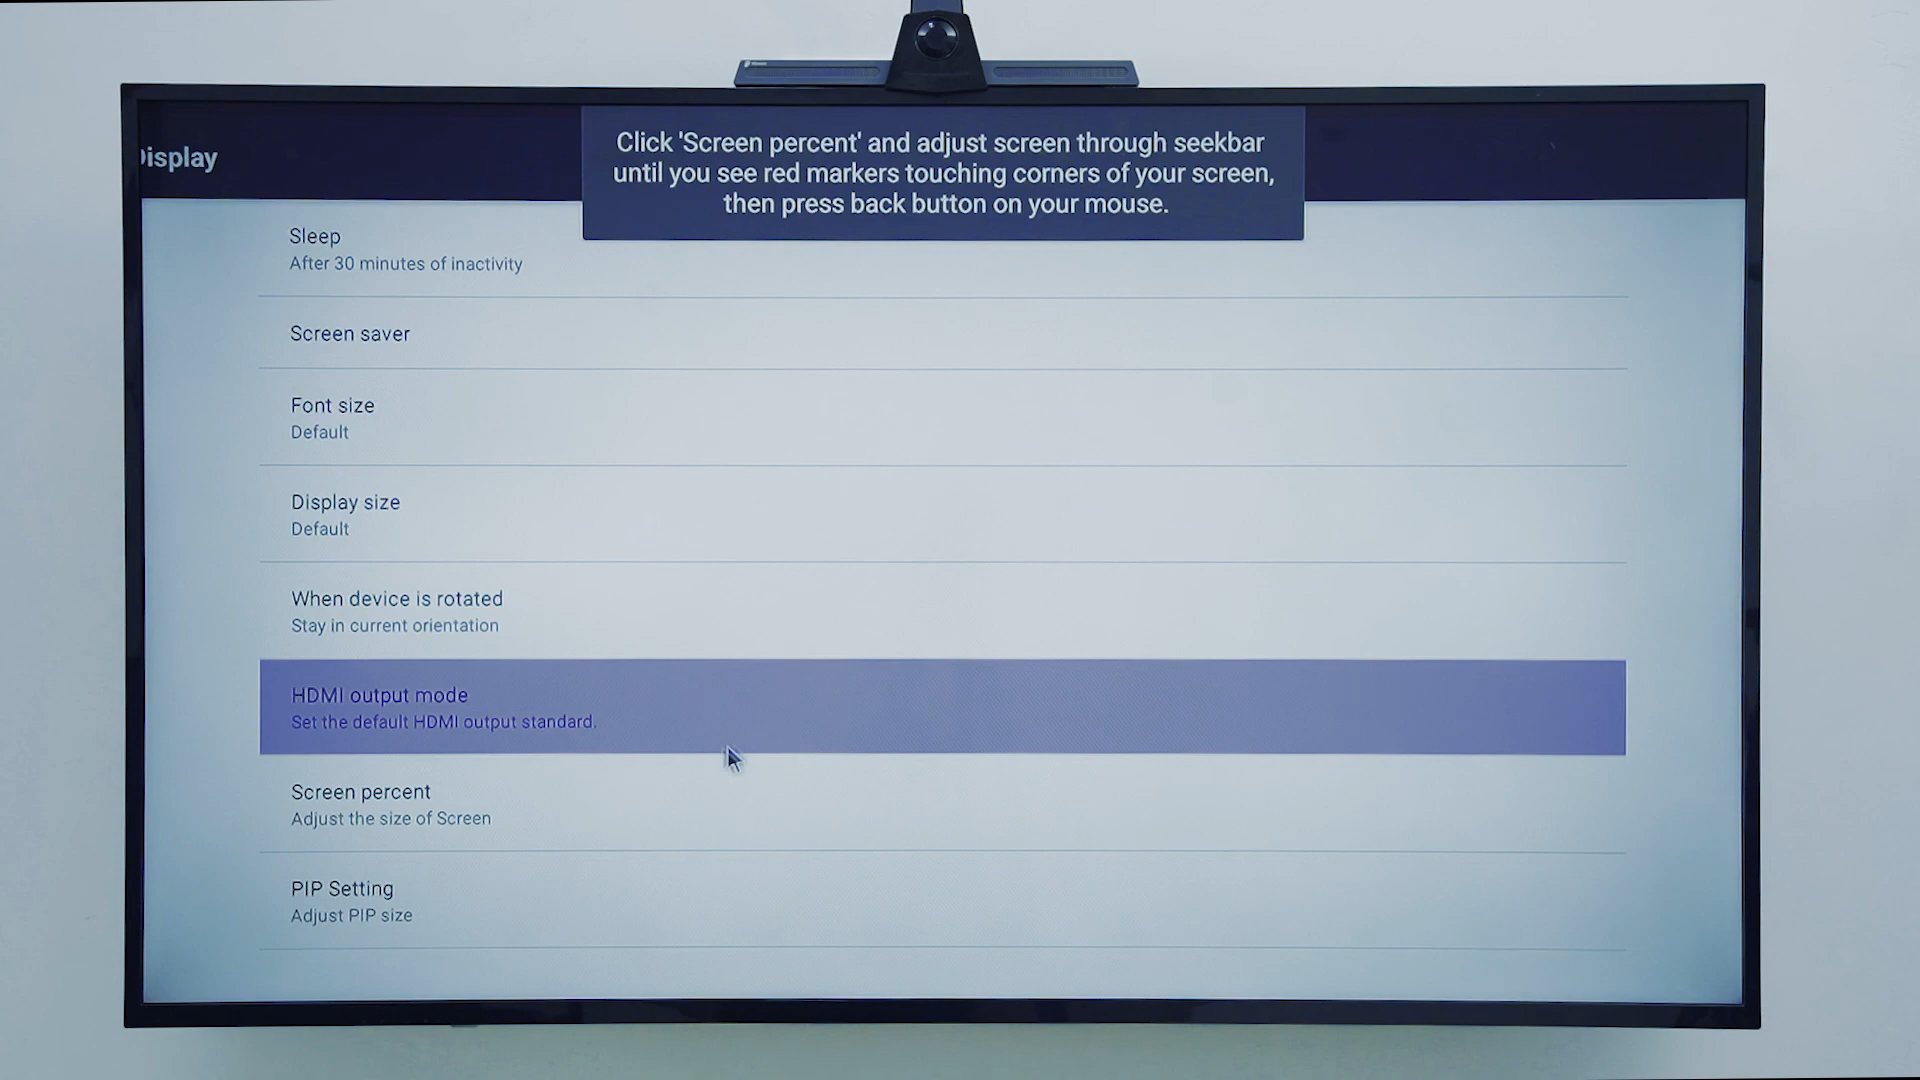 Display
Click 'Screen percent' and adjust screen through seekbar
until you see red markers touching corners of your screen,
then press back button on your mouse.
Sleep
After 30 minutes of inactivity
Screen saver
Font size
Default
Display size
Default
When device is rotated
Stay in current orientation
HDMI output mode
Set the default HDMI output standard.
Screen percent
Adjust the size of Screen
PIP Setting
Adjust PIP size